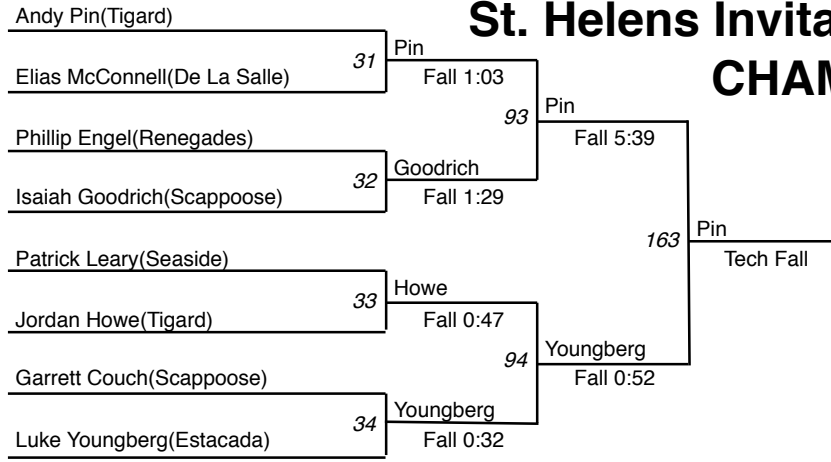 St. Helens Invita
CHAM
Andy Pin(Tigard)
31
Pin
Elias McConnell(De La Salle)
Fall 1:03
93
Pin
Phillip Engel(Renegades)
Fall 5:39
32
Goodrich
Isaiah Goodrich(Scappoose)
Fall 1:29
163
Pin
Patrick Leary(Seaside)
Tech Fall
33
Howe
Jordan Howe(Tigard)
Fall 0:47
94
Youngberg
Garrett Couch(Scappoose)
Fall 0:52
34
Youngberg
Luke Youngberg(Estacada)
Fall 0:32